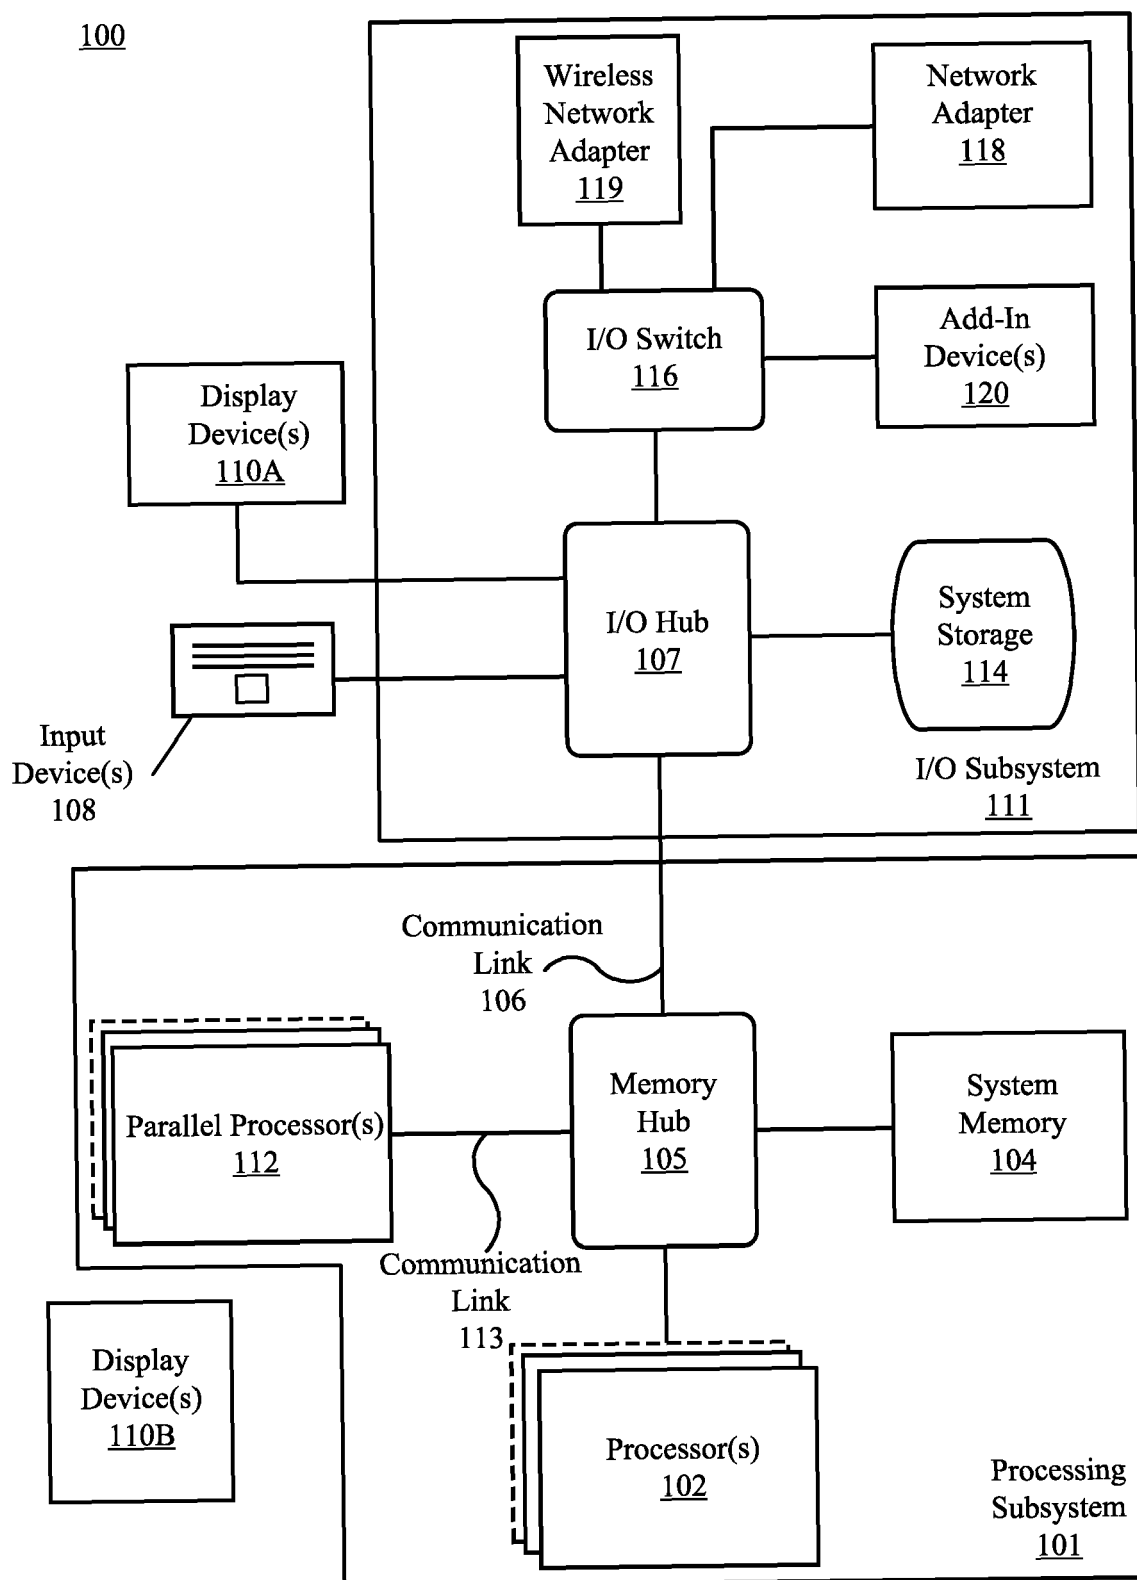 100
Wireless
Network
Adapter
119
Network
Adapter
118
I/O Switch
116
Add-In
Device(s)
120
Display
Device(s)
110A
I/O Hub
107
System
Storage
114
Input
Device(s)
108
I/O Subsystem
111
Communication
Link
106
Parallel Processor(s)
112
Memory
Hub
105
System
Memory
104
Communication
Link
113
Display
Device(s)
110B
Processor(s)
102
Processing
Subsystem
101